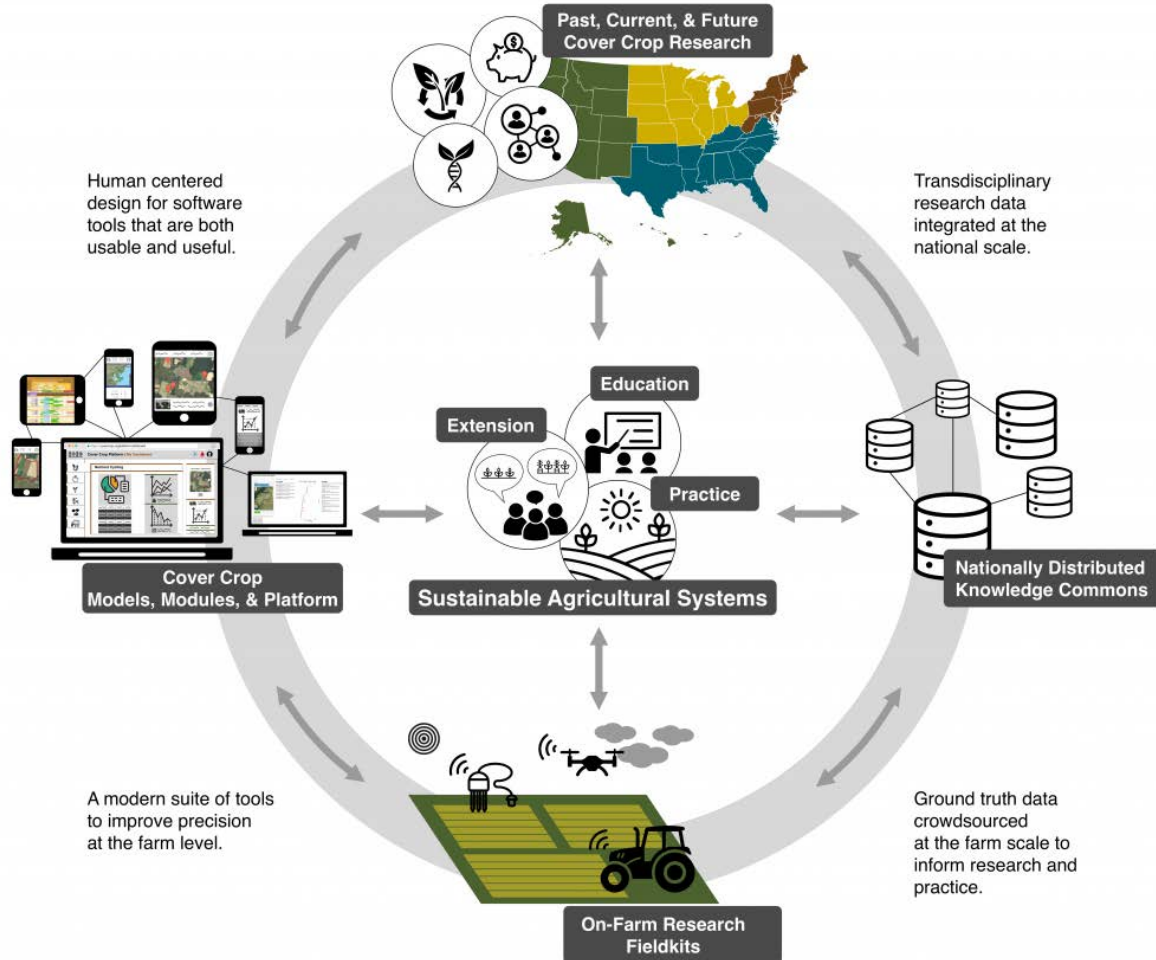 Past, Current, & Future
Cover Crop Research
Human centered
design for software
tools that are both
usable and useful.
Transdisciplinary
research data
integrated at the
national scale.
Education
Extension
Practice
Cover Crop
Models, Modules, & Platform
Sustainable Agricultural Systems
Nationally Distributed
Knowledge Commons
A modern suite of tools
to improve precision
at the farm level.
Ground truth data
crowdsourced
at the farm scale to
inform research and
practice.
On-Farm Research
Fieldkits